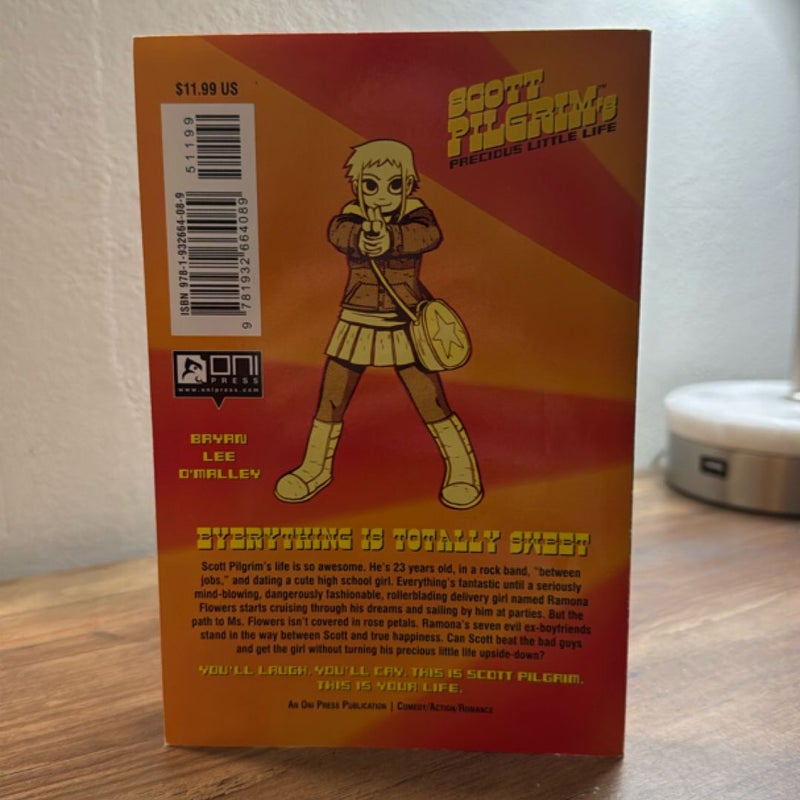 $11.99 US
51199
ISBN 978-1-932664-08-9
9 781932 664089
SCOTT
PILGRIM's™
PRECIOUS LITTLE LIFE
ONI
PRESS
www.onipress.com
BRYAN
LEE
O'MALLEY
EVERYTHING IS TOTALLY SWEET
Scott Pilgrim's life is so awesome. He's 23 years old, in a rock band, "between
jobs," and dating a cute high school girl. Everything's fantastic until a seriously
mind-blowing, dangerously fashionable, rollerblading delivery girl named Ramona
Flowers starts cruising through his dreams and sailing by him at parties. But the
path to Ms. Flowers isn't covered in rose petals. Ramona's seven evil ex-boyfriends
stand in the way between Scott and true happiness. Can Scott beat the bad guys
and get the girl without turning his precious little life upside-down?
YOU'LL LAUGH, YOU'LL CRY, THIS IS SCOTT PILGRIM.
THIS IS YOUR LIFE.
An Oni Press Publication | Comedy/Action/Romance